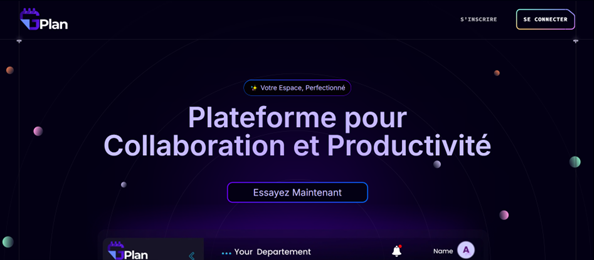 Plan
S'INSCRIRE
SE CONNECTER
Votre Espace, Perfectionné
Plateforme pour
Collaboration et Productivité
Essayez Maintenant
Plan
... Your Departement
Name
A